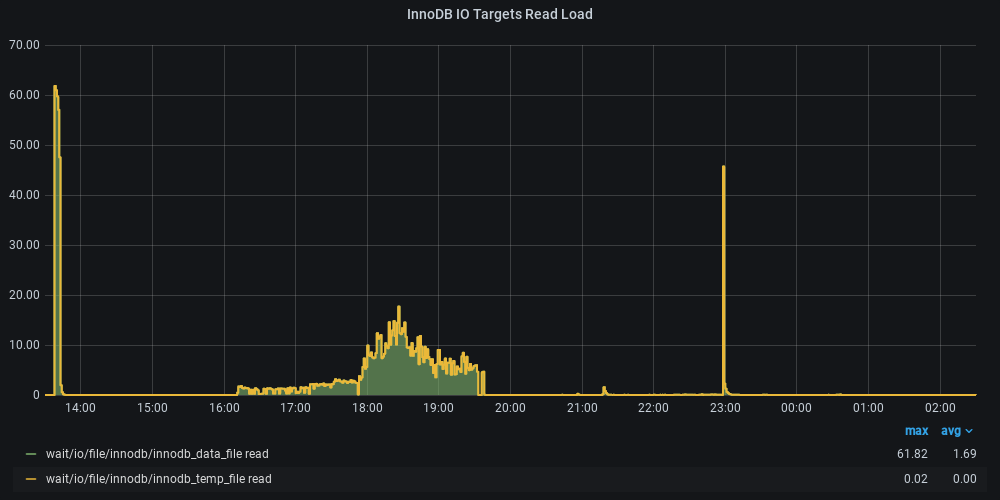 InnoDB IO Targets Read Load
70.00
60.00
50.00
40.00
30.00
20.00
10.00
0
14:00 15:00 16:00 17:00 18:00 19:00 20:00 21:00 22:00 23:00 00:00 01:00 02:00
max avg
wait/io/file/innodb/innodb_data_file read 61.82 1.69
wait/io/file/innodb/innodb_temp_file read 0.02 0.00